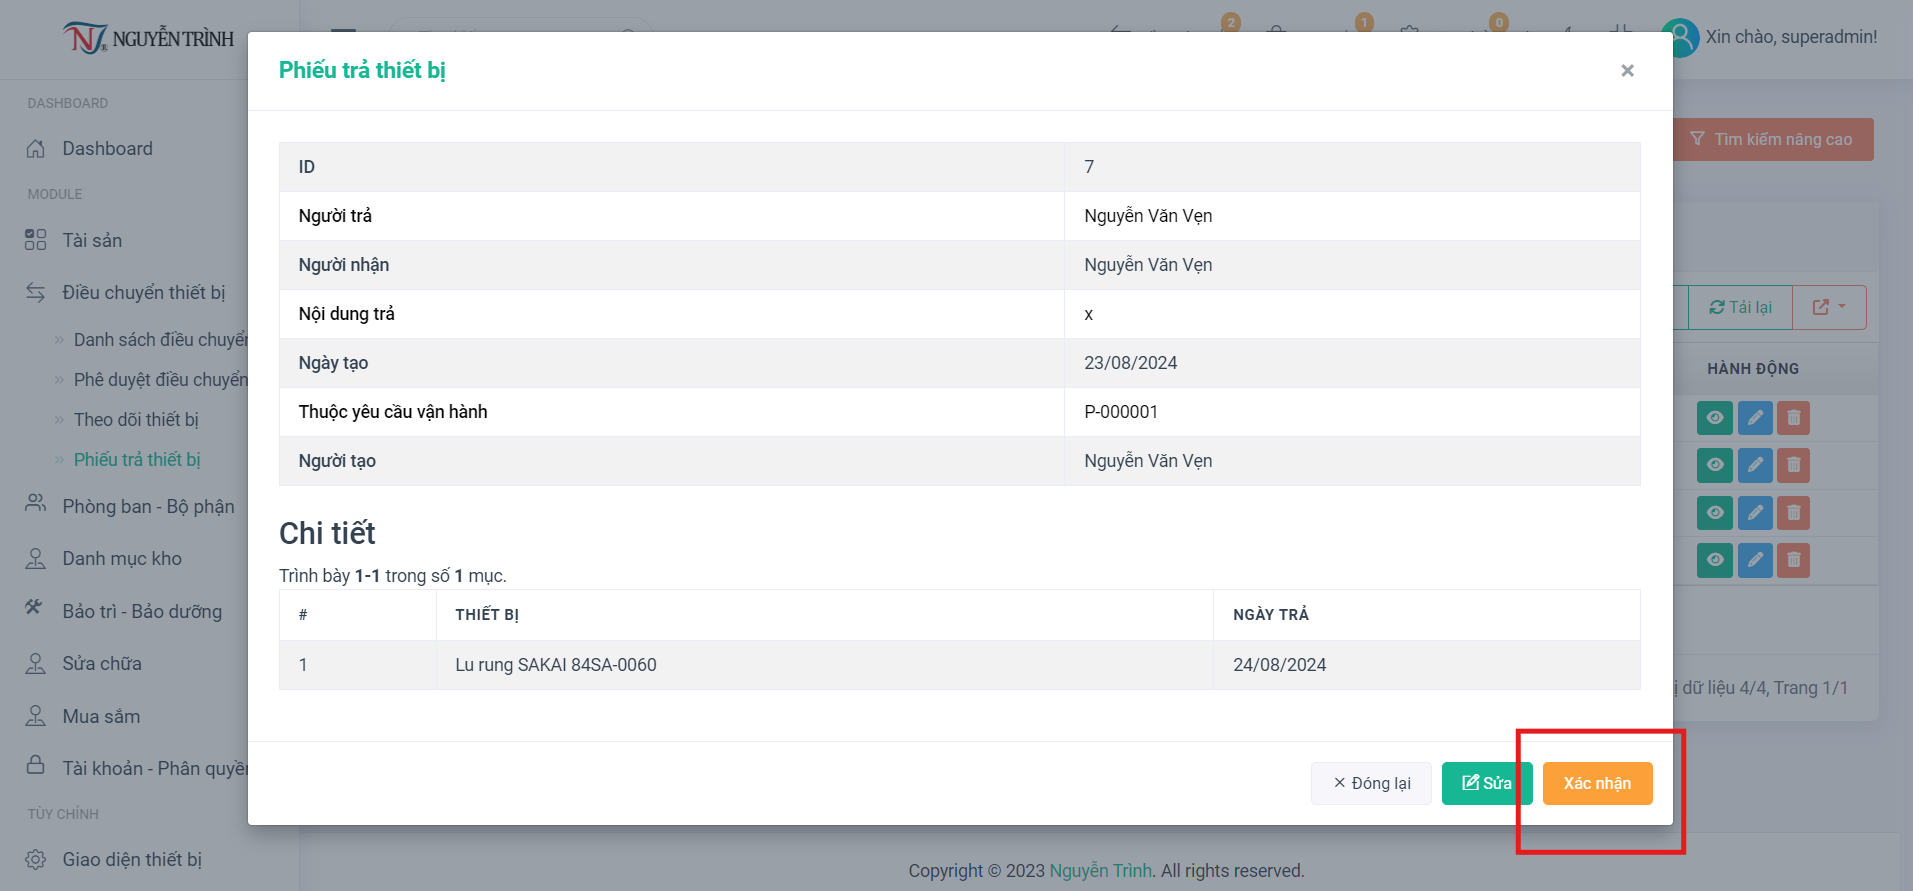 NGUYỄN TRÌNH
2
1
0
Xin chào, superadmin!
DASHBOARD
Dashboard
MODULE
Tài sản
Điều chuyển thiết bị
Danh sách điều chuyển
Phê duyệt điều chuyển
Theo dõi thiết bị
Phiếu trả thiết bị
Phòng ban - Bộ phận
Danh mục kho
Bảo trì - Bảo dưỡng
Sửa chữa
Mua sắm
Tài khoản - Phân quyền
TÙY CHỈNH
Giao diện thiết bị
Phiếu trả thiết bị
×
ID 7
Người trả Nguyễn Văn Vẹn
Người nhận Nguyễn Văn Vẹn
Nội dung trả x
Ngày tạo 23/08/2024
Thuộc yêu cầu vận hành P-000001
Người tạo Nguyễn Văn Vẹn
Chi tiết
Trình bày 1-1 trong số 1 mục.
# THIẾT BỊ NGÀY TRẢ
1 Lu rung SAKAI 84SA-0060 24/08/2024
× Đóng lại Sửa Xác nhận
Tìm kiếm nâng cao
Tải lại
HÀNH ĐỘNG
ị dữ liệu 4/4, Trang 1/1
Copyright © 2023 Nguyễn Trình. All rights reserved.